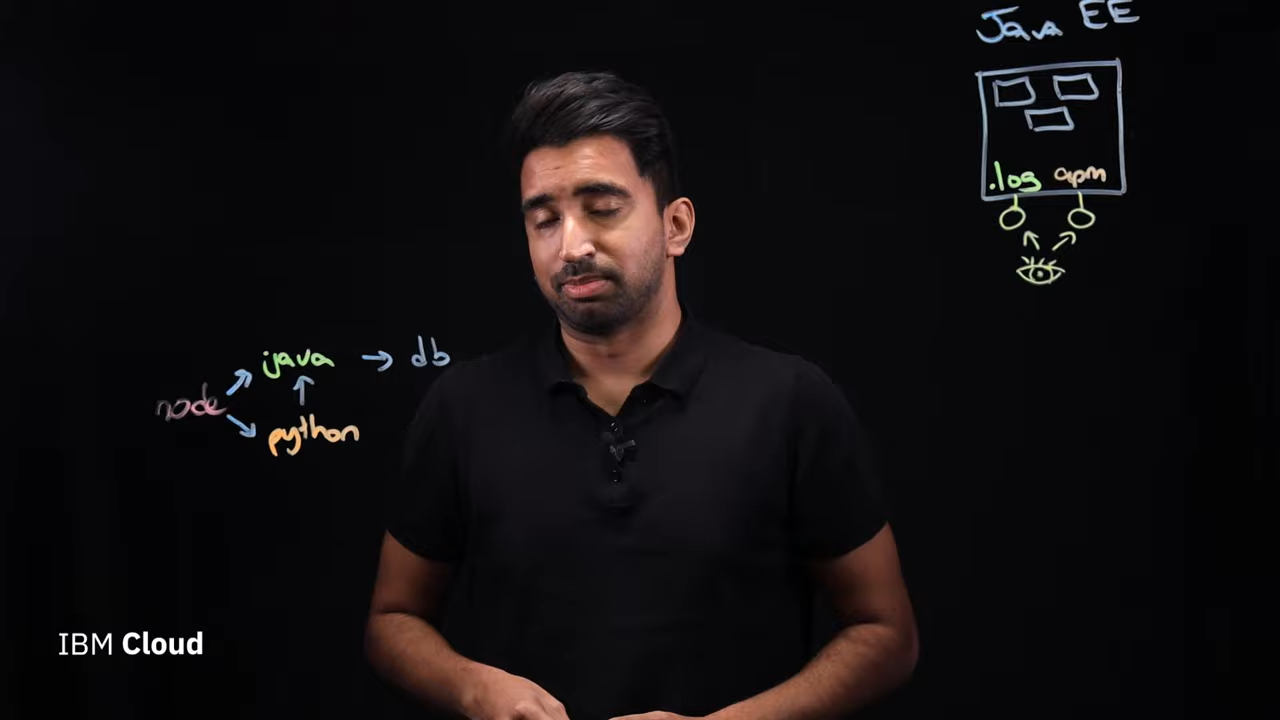 Java EE
.log apm
java → db
node
python
IBM Cloud